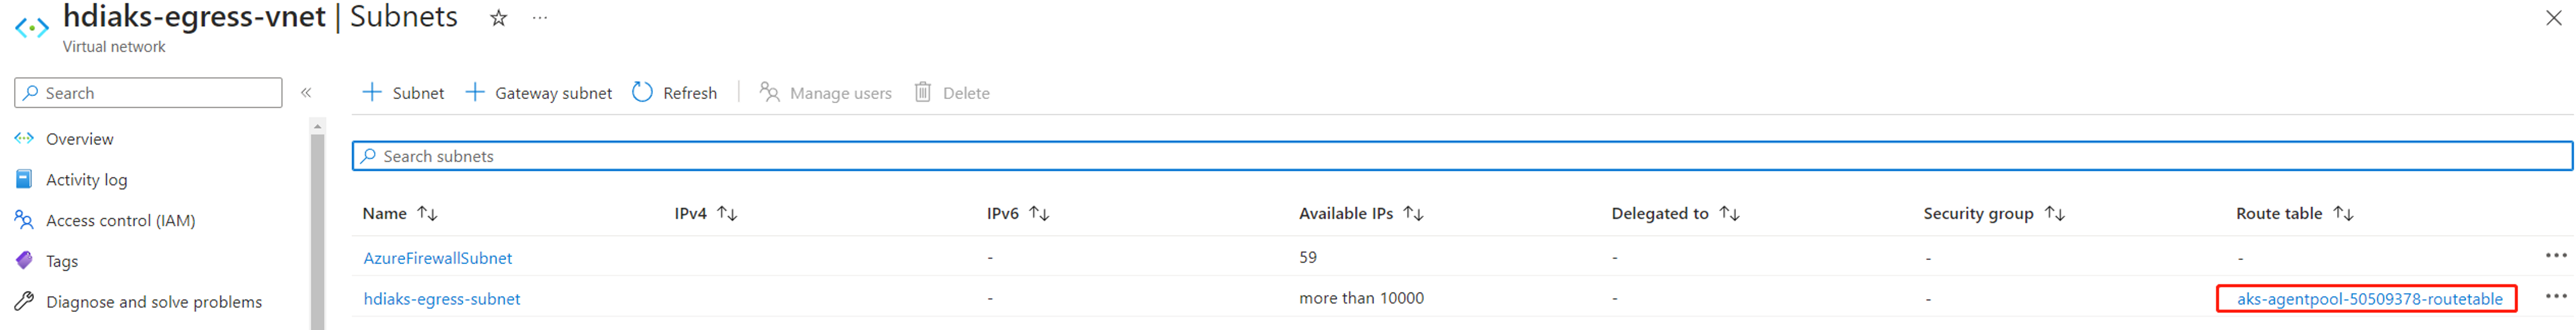 hdiaks-egress-vnet | Subnets
Virtual network
Search
+ Subnet + Gateway subnet Refresh Manage users Delete
Overview
Activity log
Access control (IAM)
Tags
Diagnose and solve problems
Search subnets
Name IPv4 IPv6 Available IPs Delegated to Security group Route table
AzureFirewallSubnet - 59 - - -
hdiaks-egress-subnet - more than 10000 - - aks-agentpool-50509378-routetable